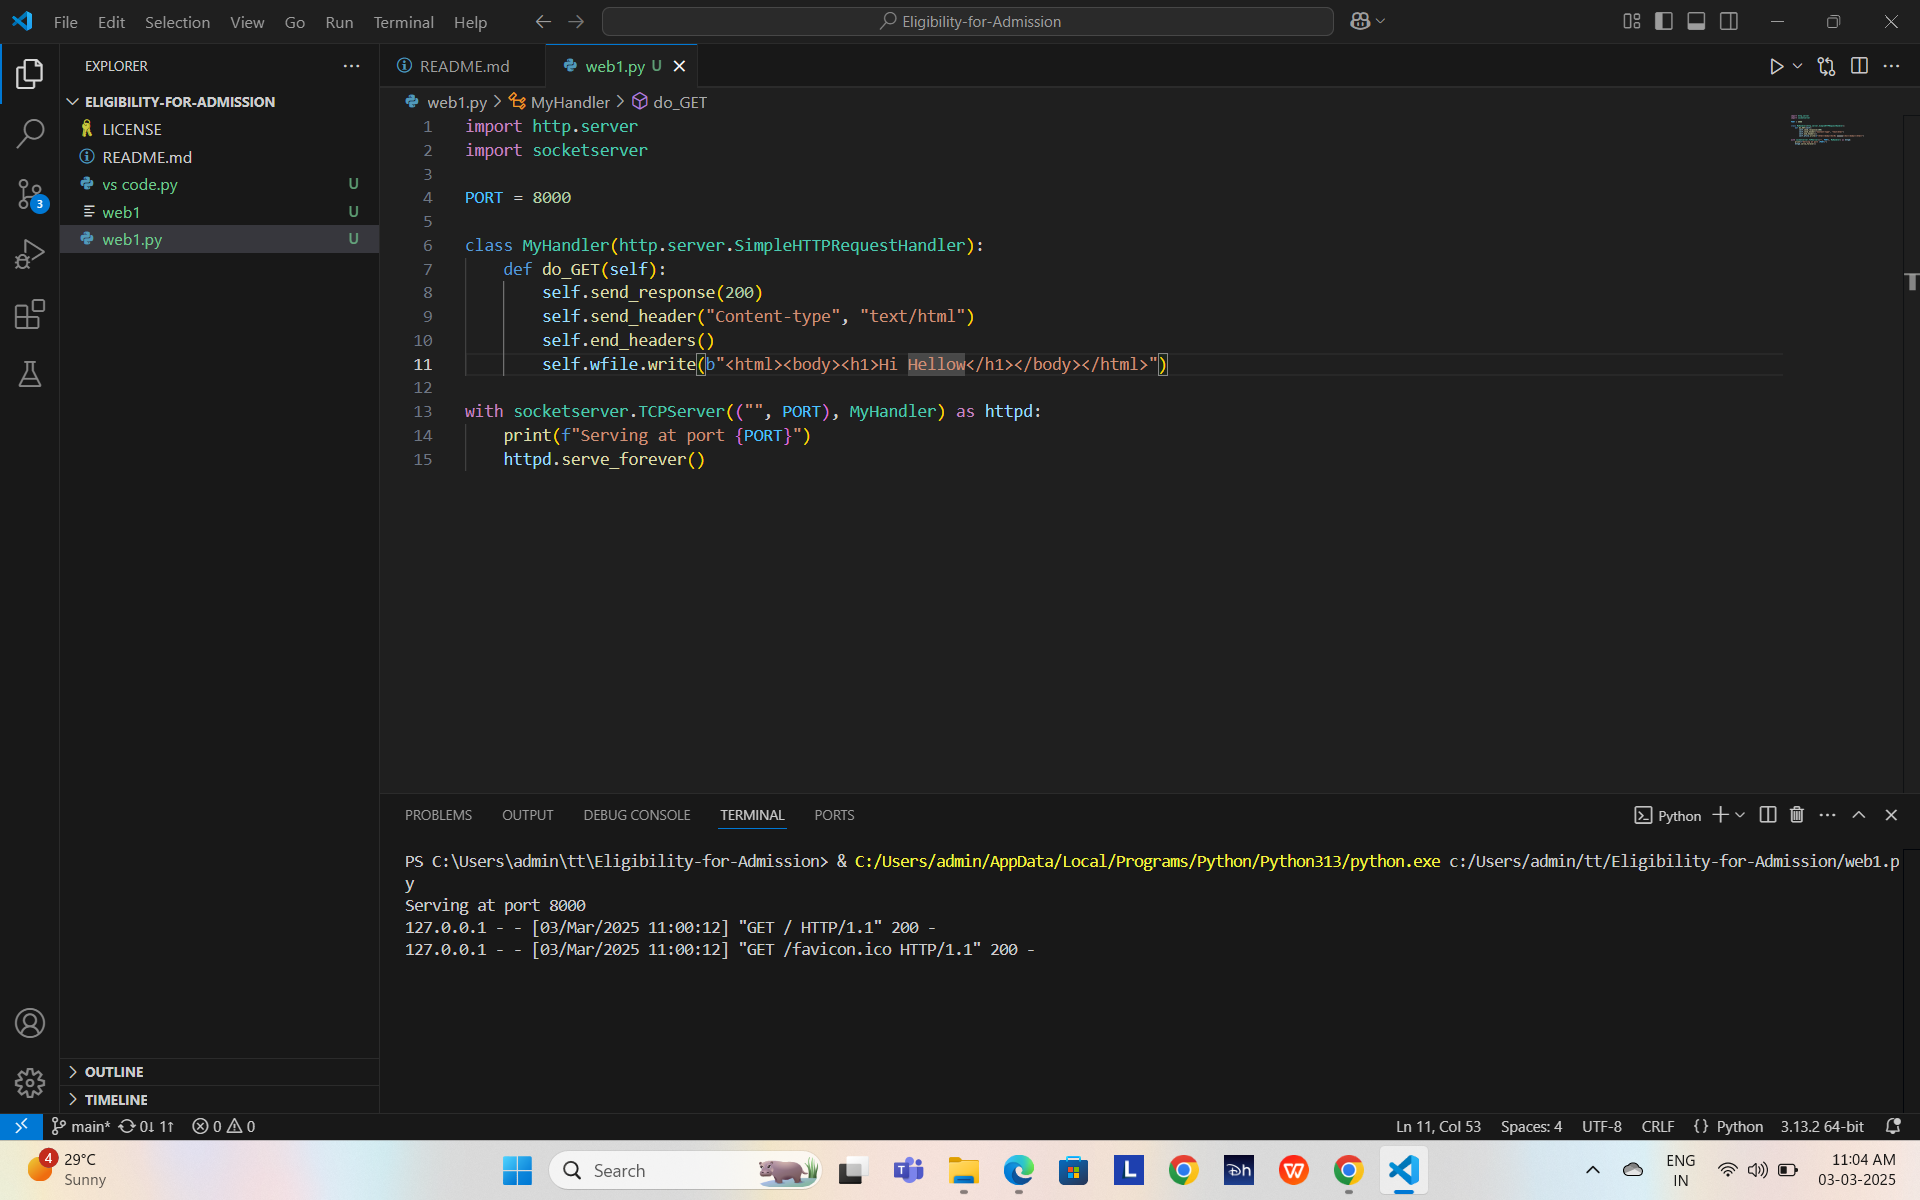 File Edit Selection View Go Run Terminal Help
Eligibility-for-Admission
EXPLORER
ELIGIBILITY-FOR-ADMISSION
LICENSE
README.md
vs code.py U
web1 U
web1.py U
3
OUTLINE
TIMELINE
README.md
web1.py U
web1.py > MyHandler > do_GET
1 import http.server
2 import socketserver
3
4 PORT = 8000
5
6 class MyHandler(http.server.SimpleHTTPRequestHandler):
7 def do_GET(self):
8 self.send_response(200)
9 self.send_header("Content-type", "text/html")
10 self.end_headers()
11 self.wfile.write(b"<html><body><h1>Hi Hellow</h1></body></html>")
12
13 with socketserver.TCPServer(("", PORT), MyHandler) as httpd:
14 print(f"Serving at port {PORT}")
15 httpd.serve_forever()
PROBLEMS OUTPUT DEBUG CONSOLE TERMINAL PORTS
Python
PS C:\Users\admin\tt\Eligibility-for-Admission> & C:/Users/admin/AppData/Local/Programs/Python/Python313/python.exe c:/Users/admin/tt/Eligibility-for-Admission/web1.p
y
Serving at port 8000
127.0.0.1 - - [03/Mar/2025 11:00:12] "GET / HTTP/1.1" 200 -
127.0.0.1 - - [03/Mar/2025 11:00:12] "GET /favicon.ico HTTP/1.1" 200 -
main* 0↓ 1↑ 0 0
Ln 11, Col 53 Spaces: 4 UTF-8 CRLF {} Python 3.13.2 64-bit
4
29°C
Sunny
Search
L
ENG
IN
11:04 AM
03-03-2025